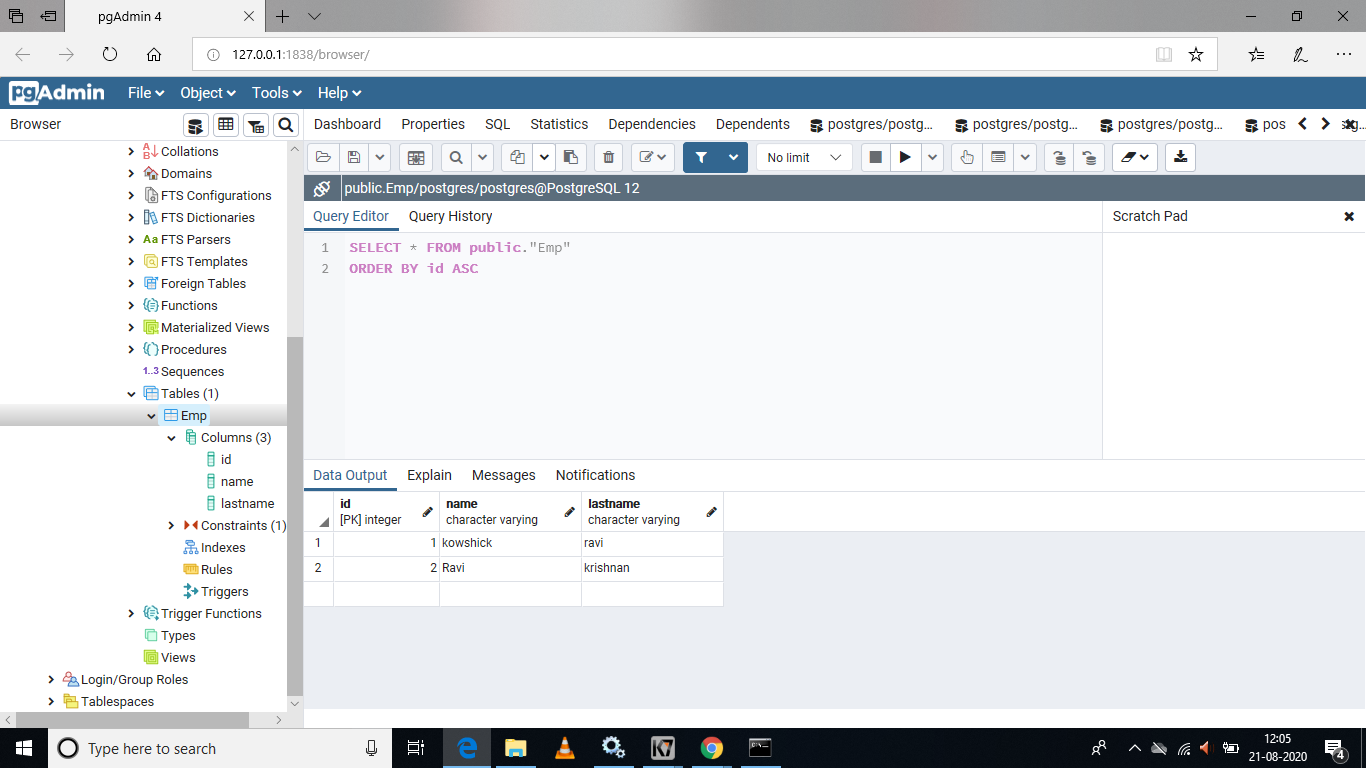 pgAdmin 4
127.0.0.1:1838/browser/
pgAdmin File Object Tools Help
Browser
Dashboard Properties SQL Statistics Dependencies Dependents postgres/postg... postgres/postg... postgres/postg... pos
Collations
Domains
FTS Configurations
FTS Dictionaries
Aa FTS Parsers
FTS Templates
Foreign Tables
Functions
Materialized Views
Procedures
1..3 Sequences
Tables (1)
Emp
Columns (3)
id
name
lastname
Constraints (1)
Indexes
Rules
Triggers
Trigger Functions
Types
Views
Login/Group Roles
Tablespaces
No limit
public.Emp/postgres/postgres@PostgreSQL 12
Query Editor Query History
Scratch Pad
1 SELECT * FROM public."Emp"
2 ORDER BY id ASC
Data Output Explain Messages Notifications
id name lastname
[PK] integer character varying character varying
1 1 kowshick ravi
2 2 Ravi krishnan
Type here to search
K7
12:05
21-08-2020
4